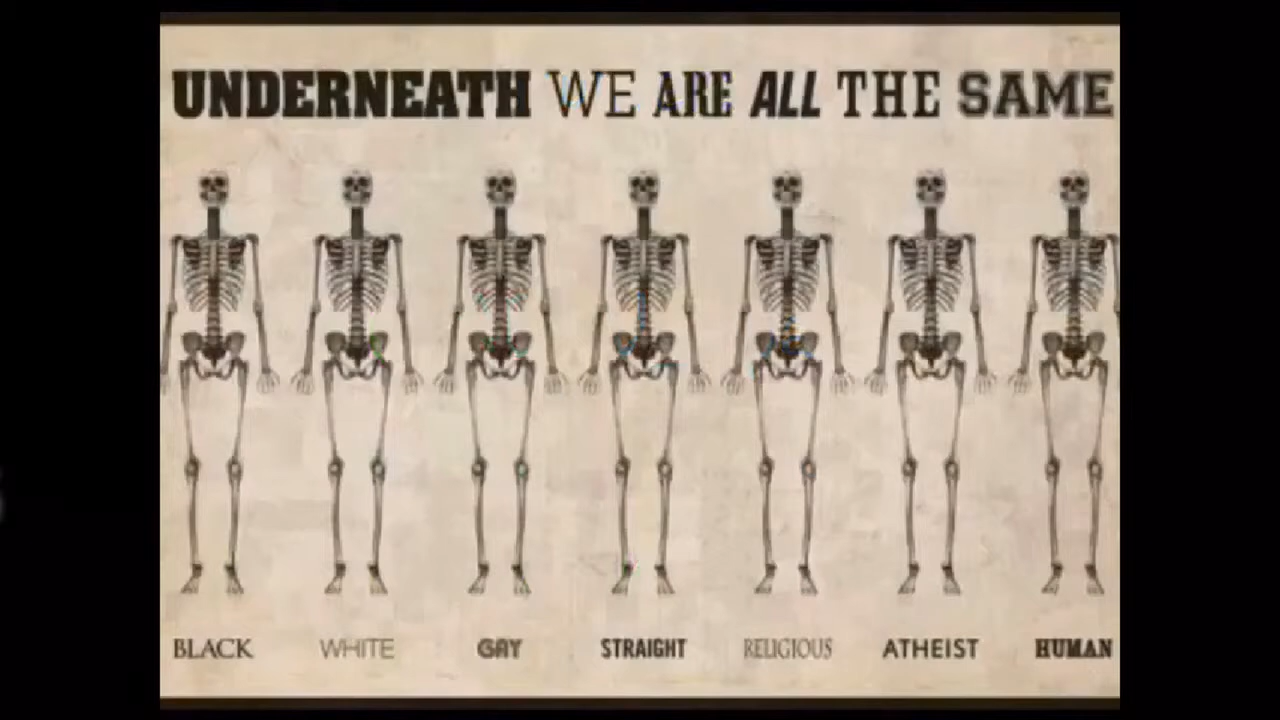 UNDERNEATH WE ARE ALL THE SAME
BLACK WHITE GAY STRAIGHT RELIGIOUS ATHEIST HUMAN